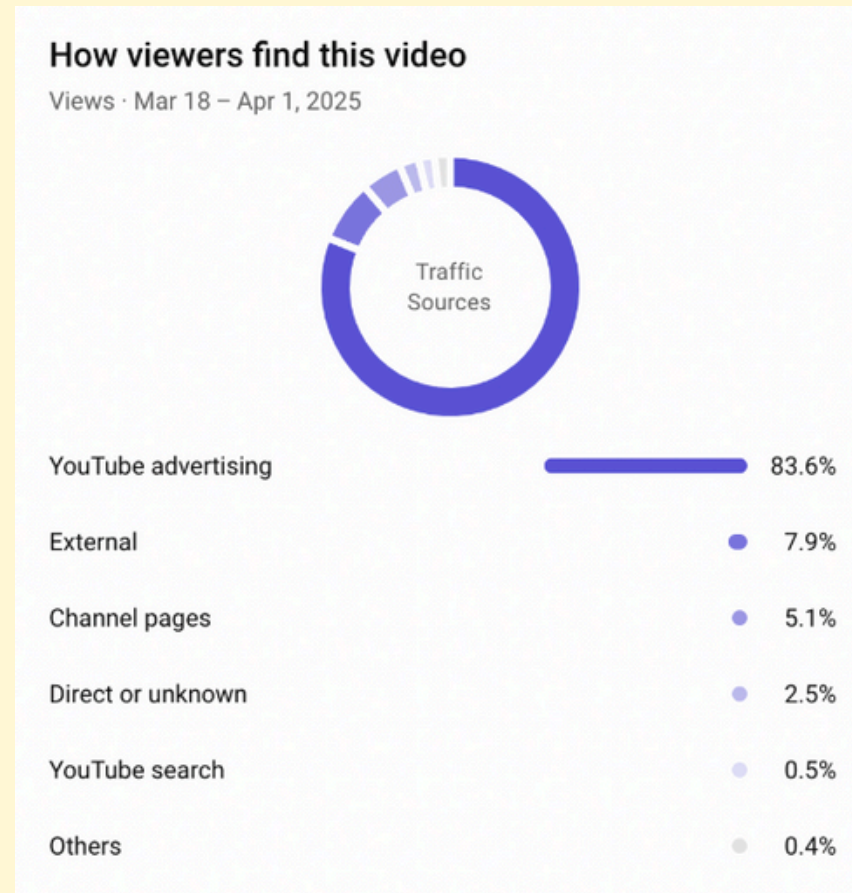 How viewers find this video
Views · Mar 18 – Apr 1, 2025
Traffic
Sources
YouTube advertising 83.6%
External 7.9%
Channel pages 5.1%
Direct or unknown 2.5%
YouTube search 0.5%
Others 0.4%